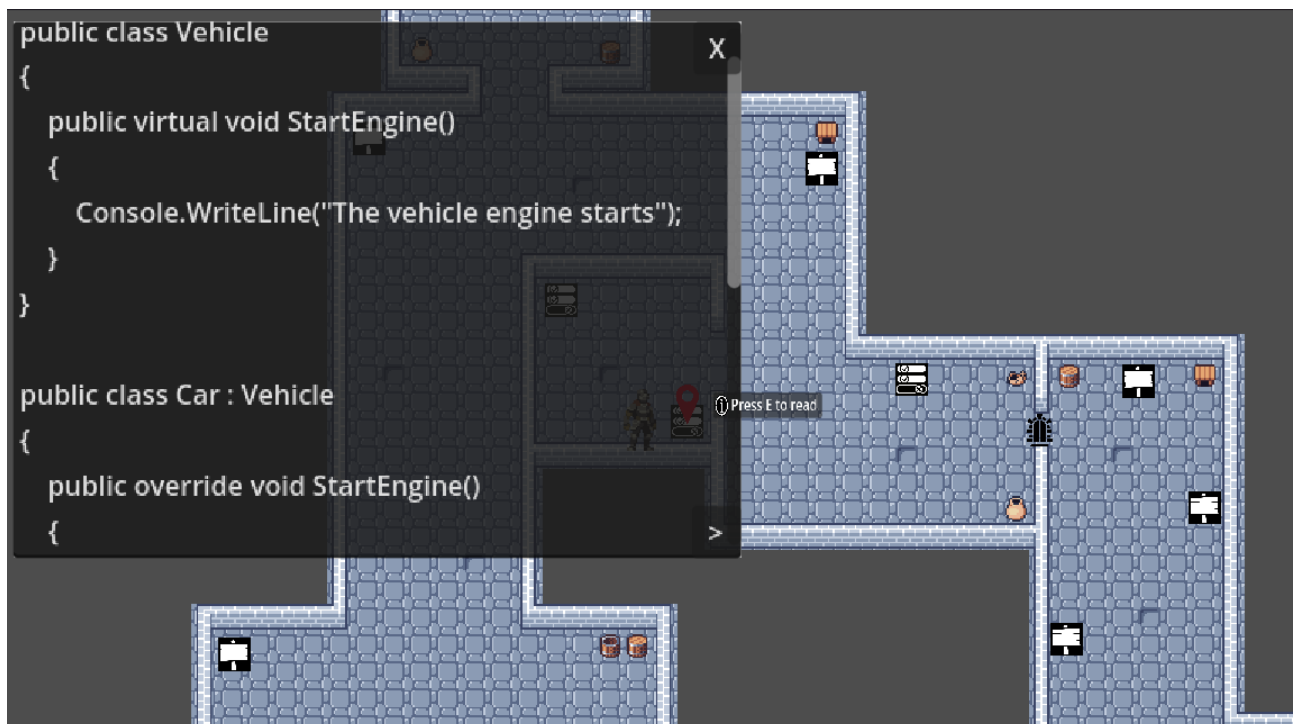 public class Vehicle
X
{
public virtual void StartEngine()
{
Console.WriteLine("The vehicle engine starts");
}
}
public class Car : Vehicle
{
Press E to read
public override void StartEngine()
{
>